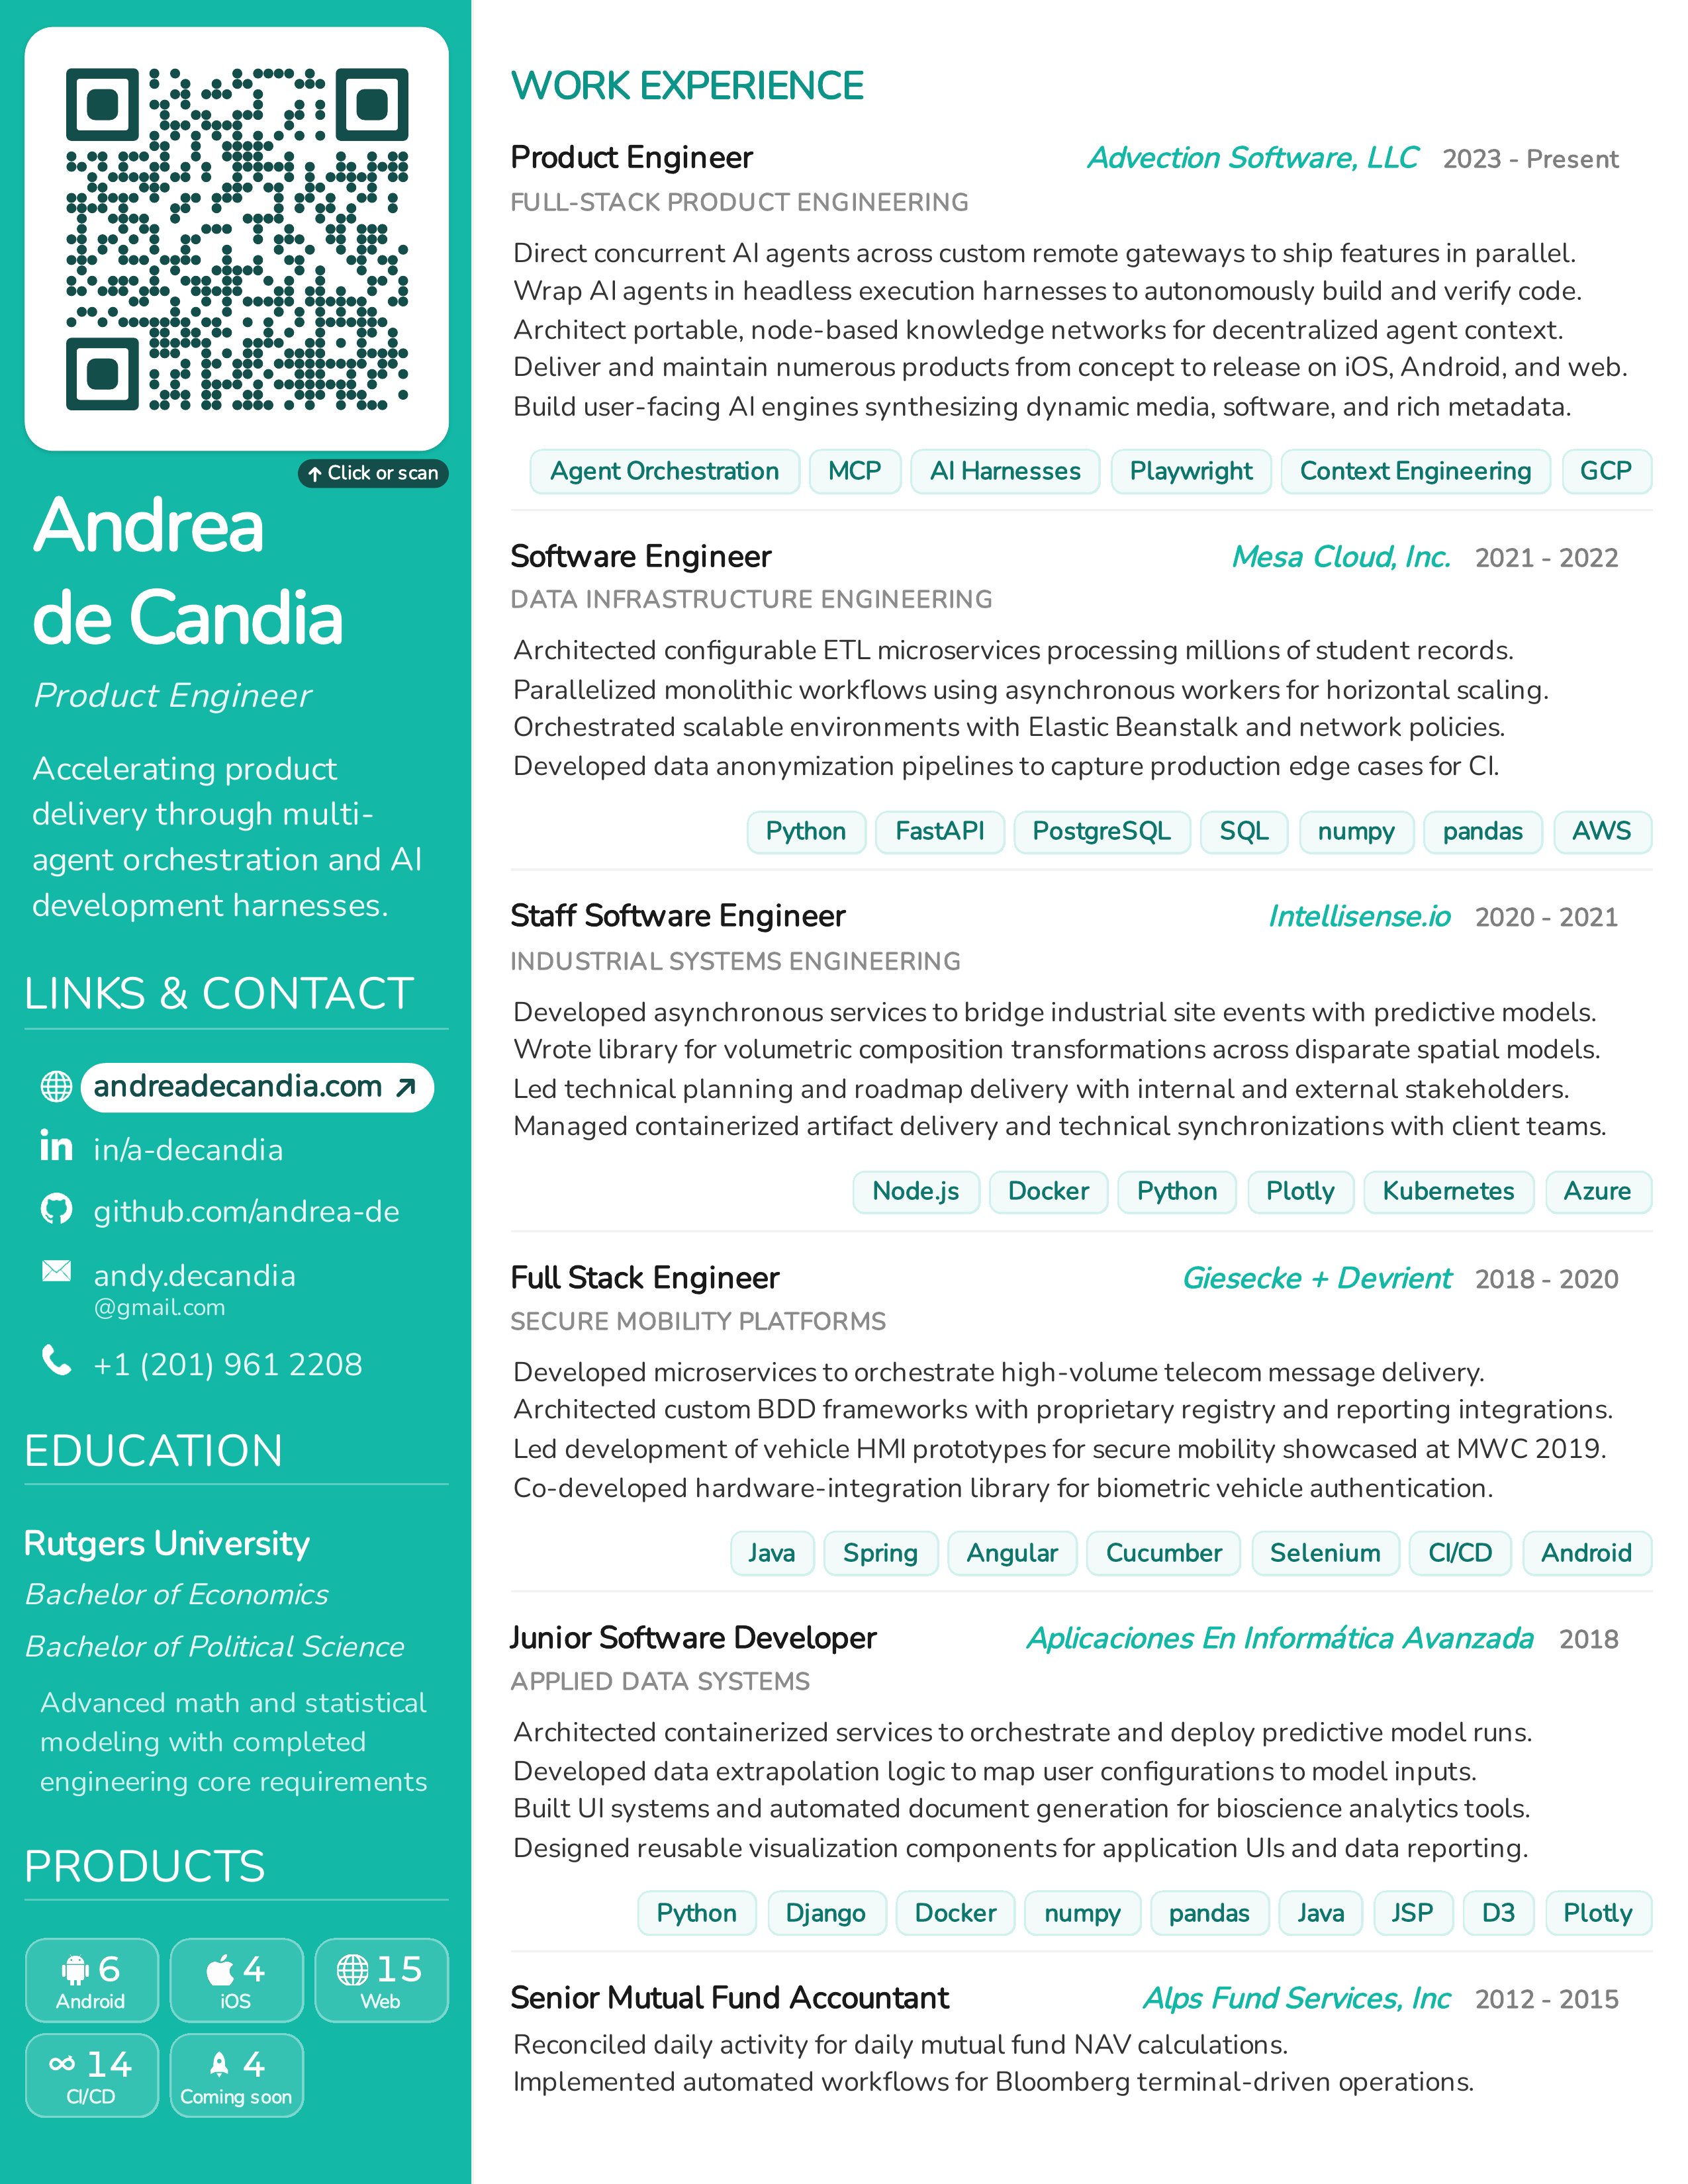 Click or scan
Andrea
de Candia
Product Engineer
Accelerating product
delivery through multi-
agent orchestration and AI
development harnesses.
LINKS & CONTACT
andreadecandia.com
in/a-decandia
github.com/andrea-de
andy.decandia
@gmail.com
+1 (201) 961 2208
EDUCATION
Rutgers University
Bachelor of Economics
Bachelor of Political Science
Advanced math and statistical
modeling with completed
engineering core requirements
PRODUCTS
6
Android
4
iOS
15
Web
14
CI/CD
4
Coming soon
WORK EXPERIENCE
Product Engineer Advection Software, LLC 2023 - Present
FULL-STACK PRODUCT ENGINEERING
Direct concurrent AI agents across custom remote gateways to ship features in parallel.
Wrap AI agents in headless execution harnesses to autonomously build and verify code.
Architect portable, node-based knowledge networks for decentralized agent context.
Deliver and maintain numerous products from concept to release on iOS, Android, and web.
Build user-facing AI engines synthesizing dynamic media, software, and rich metadata.
Agent Orchestration MCP AI Harnesses Playwright Context Engineering GCP
Software Engineer Mesa Cloud, Inc. 2021 - 2022
DATA INFRASTRUCTURE ENGINEERING
Architected configurable ETL microservices processing millions of student records.
Parallelized monolithic workflows using asynchronous workers for horizontal scaling.
Orchestrated scalable environments with Elastic Beanstalk and network policies.
Developed data anonymization pipelines to capture production edge cases for CI.
Python FastAPI PostgreSQL SQL numpy pandas AWS
Staff Software Engineer Intellisense.io 2020 - 2021
INDUSTRIAL SYSTEMS ENGINEERING
Developed asynchronous services to bridge industrial site events with predictive models.
Wrote library for volumetric composition transformations across disparate spatial models.
Led technical planning and roadmap delivery with internal and external stakeholders.
Managed containerized artifact delivery and technical synchronizations with client teams.
Node.js Docker Python Plotly Kubernetes Azure
Full Stack Engineer Giesecke + Devrient 2018 - 2020
SECURE MOBILITY PLATFORMS
Developed microservices to orchestrate high-volume telecom message delivery.
Architected custom BDD frameworks with proprietary registry and reporting integrations.
Led development of vehicle HMI prototypes for secure mobility showcased at MWC 2019.
Co-developed hardware-integration library for biometric vehicle authentication.
Java Spring Angular Cucumber Selenium CI/CD Android
Junior Software Developer Aplicaciones En Informática Avanzada 2018
APPLIED DATA SYSTEMS
Architected containerized services to orchestrate and deploy predictive model runs.
Developed data extrapolation logic to map user configurations to model inputs.
Built UI systems and automated document generation for bioscience analytics tools.
Designed reusable visualization components for application UIs and data reporting.
Python Django Docker numpy pandas Java JSP D3 Plotly
Senior Mutual Fund Accountant Alps Fund Services, Inc 2012 - 2015
Reconciled daily activity for daily mutual fund NAV calculations.
Implemented automated workflows for Bloomberg terminal-driven operations.